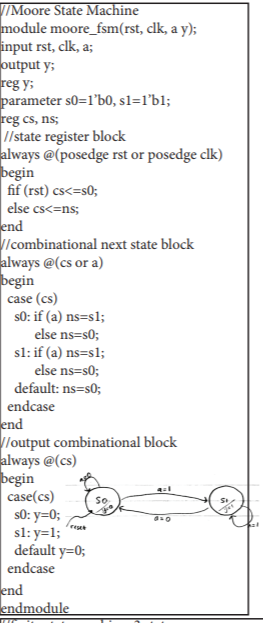 //Moore State Machine
module moore_fsm(rst, clk, a y);
input rst, clk, a;
output y;
reg y;
parameter s0=1'b0, s1=1'b1;
reg cs, ns;
//state register block
always @(posedge rst or posedge clk)
begin
fif (rst) cs<=s0;
else cs<=ns;
end
//combinational next state block
always @(cs or a)
begin
case (cs)
s0: if (a) ns=s1;
else ns=s0;
s1: if (a) ns=s1;
else ns=s0;
default: ns=s0;
endcase
end
//output combinational block
always @(cs)
begin
case(cs)
s0: y=0;
s1: y=1;
default y=0;
endcase
end
endmodule
a=0
S0
a=1
S1
a=0
a=1
reset